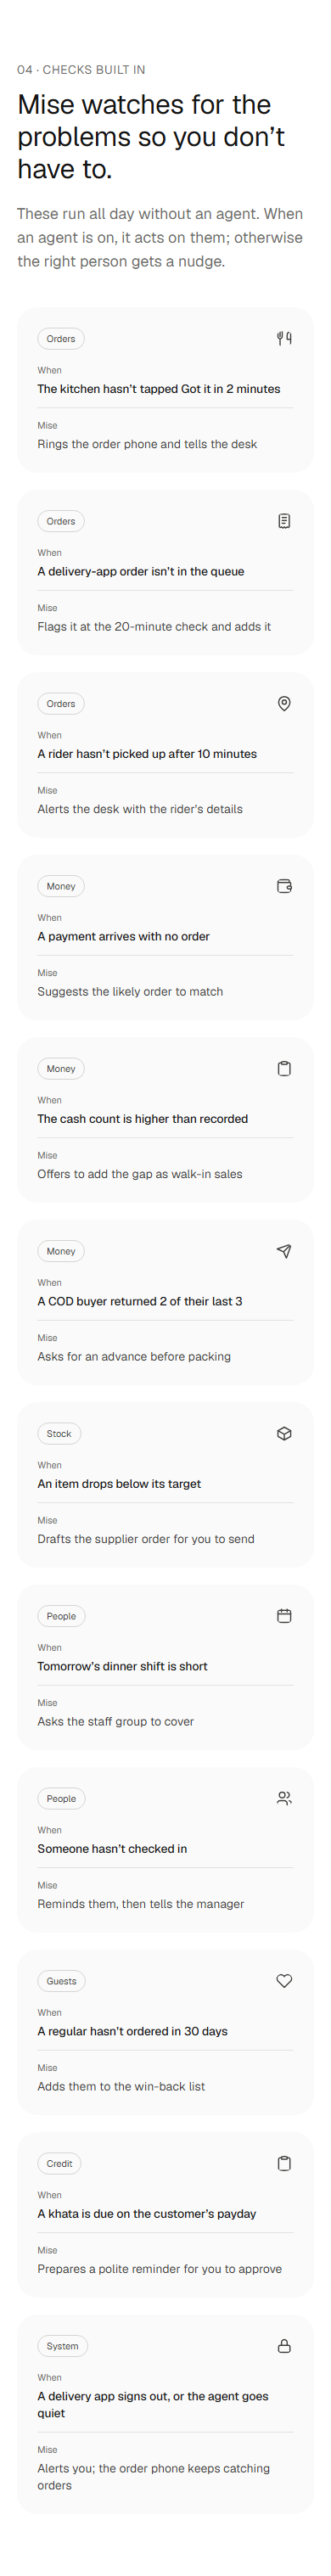 04 · CHECKS BUILT IN
Mise watches for the
problems so you don’t
have to.
These run all day without an agent. When
an agent is on, it acts on them; otherwise
the right person gets a nudge.
Orders
When
The kitchen hasn’t tapped Got it in 2 minutes
Mise
Rings the order phone and tells the desk
Orders
When
A delivery-app order isn’t in the queue
Mise
Flags it at the 20-minute check and adds it
Orders
When
A rider hasn’t picked up after 10 minutes
Mise
Alerts the desk with the rider’s details
Money
When
A payment arrives with no order
Mise
Suggests the likely order to match
Money
When
The cash count is higher than recorded
Mise
Offers to add the gap as walk-in sales
Money
When
A COD buyer returned 2 of their last 3
Mise
Asks for an advance before packing
Stock
When
An item drops below its target
Mise
Drafts the supplier order for you to send
People
When
Tomorrow’s dinner shift is short
Mise
Asks the staff group to cover
People
When
Someone hasn’t checked in
Mise
Reminds them, then tells the manager
Guests
When
A regular hasn’t ordered in 30 days
Mise
Adds them to the win-back list
Credit
When
A khata is due on the customer’s payday
Mise
Prepares a polite reminder for you to approve
System
When
A delivery app signs out, or the agent goes
quiet
Mise
Alerts you; the order phone keeps catching
orders